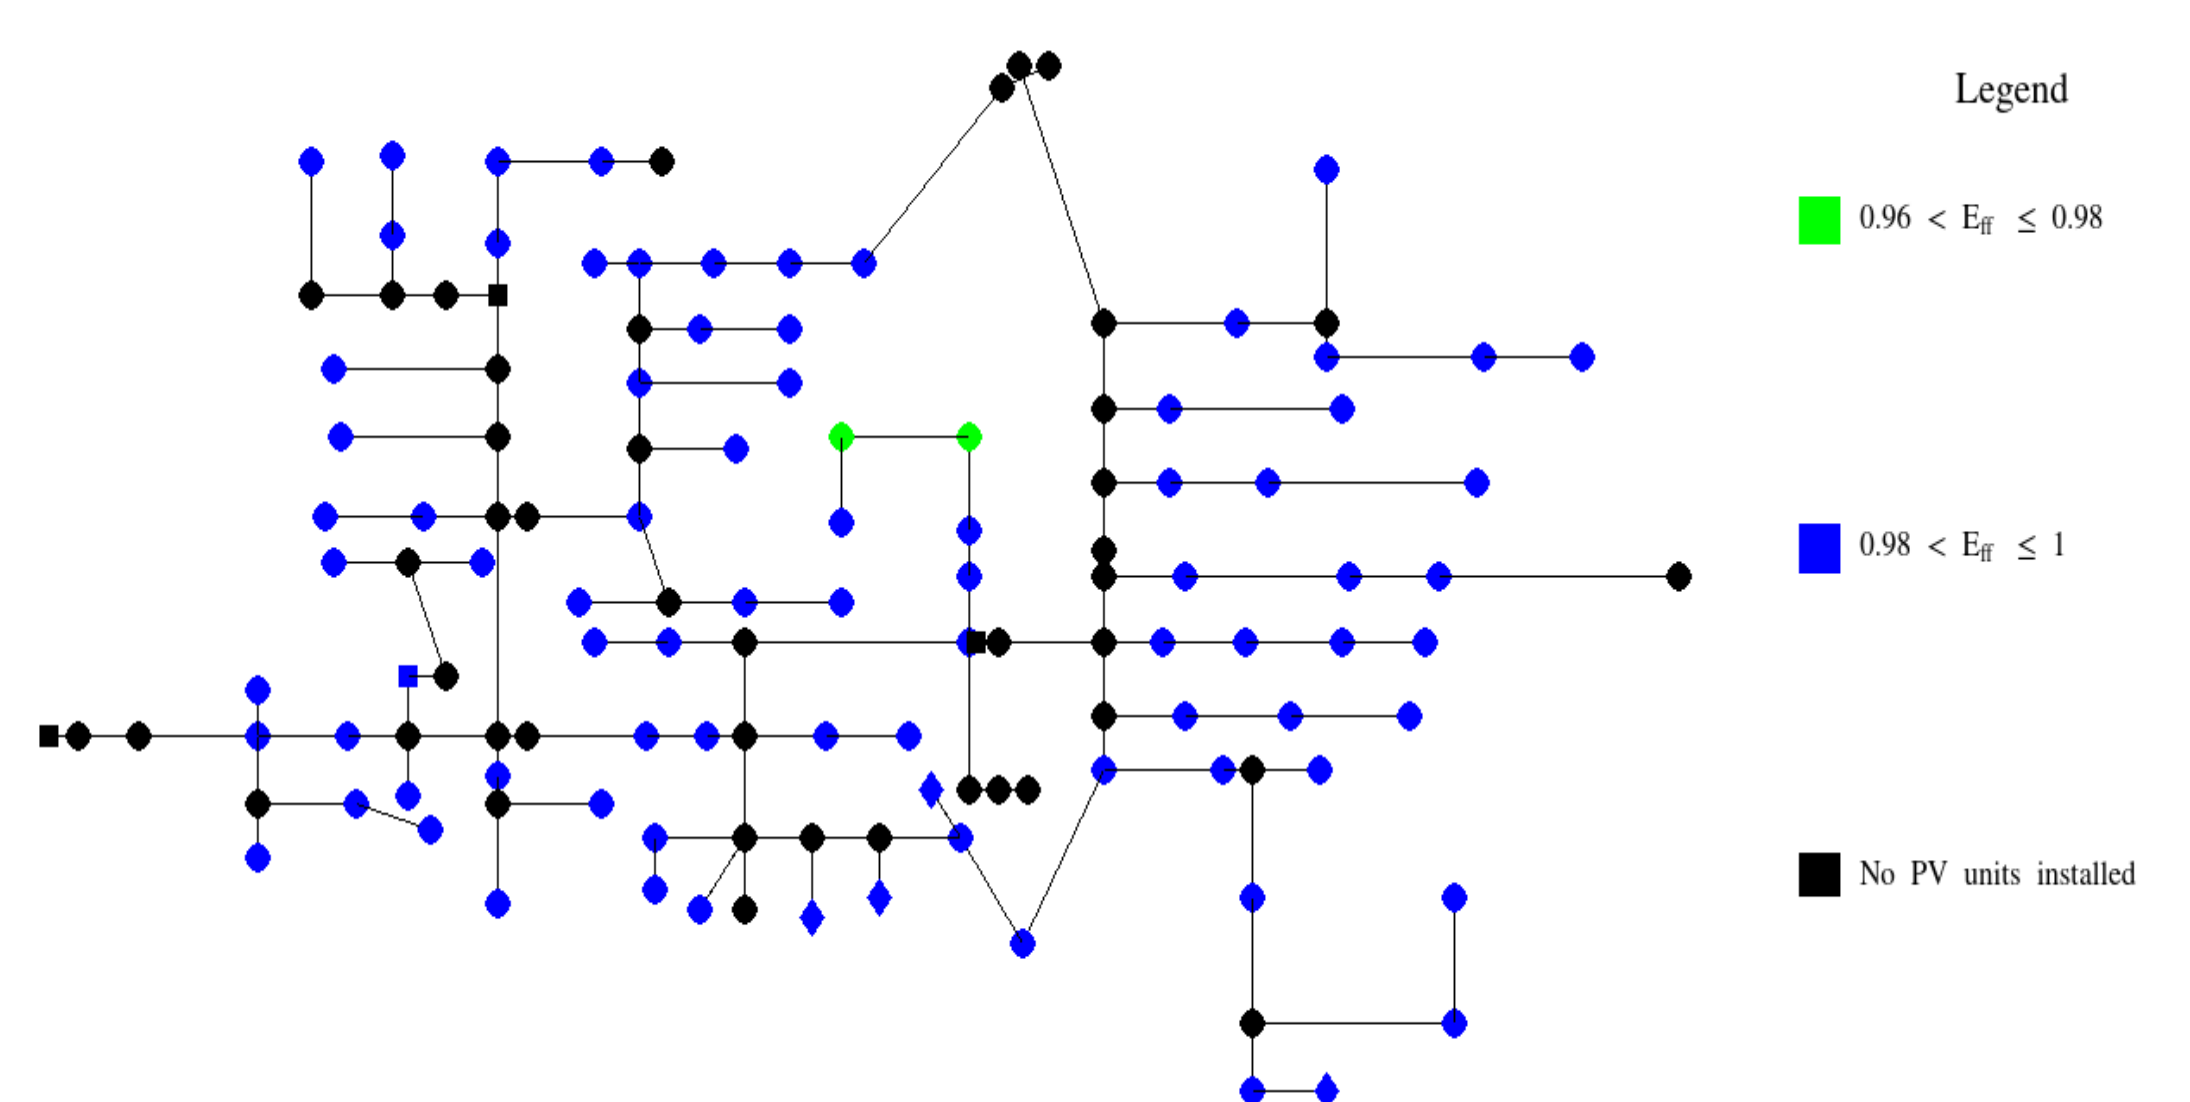 Legend
0.96 < Eff ≤ 0.98
0.98 < Eff ≤ 1
No PV units installed